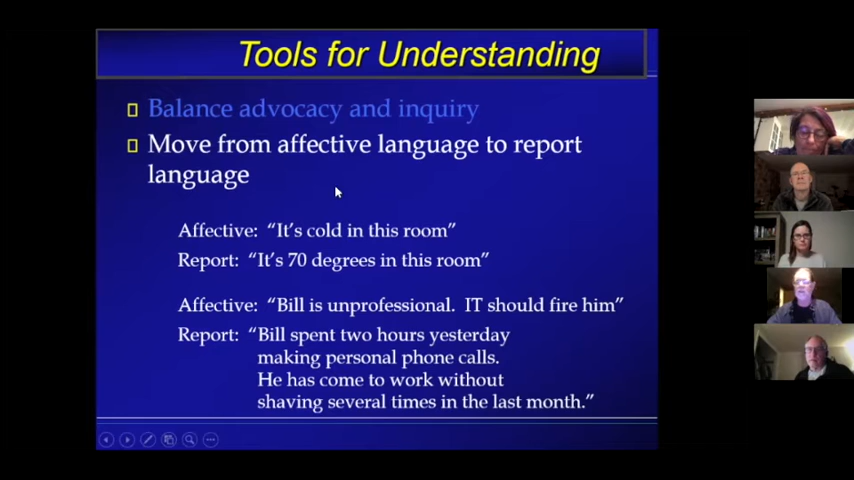 Tools for Understanding
Balance advocacy and inquiry
Move from affective language to report
language
Affective: “It’s cold in this room”
Report: “It’s 70 degrees in this room”
Affective: “Bill is unprofessional. IT should fire him”
Report: “Bill spent two hours yesterday
making personal phone calls.
He has come to work without
shaving several times in the last month.”